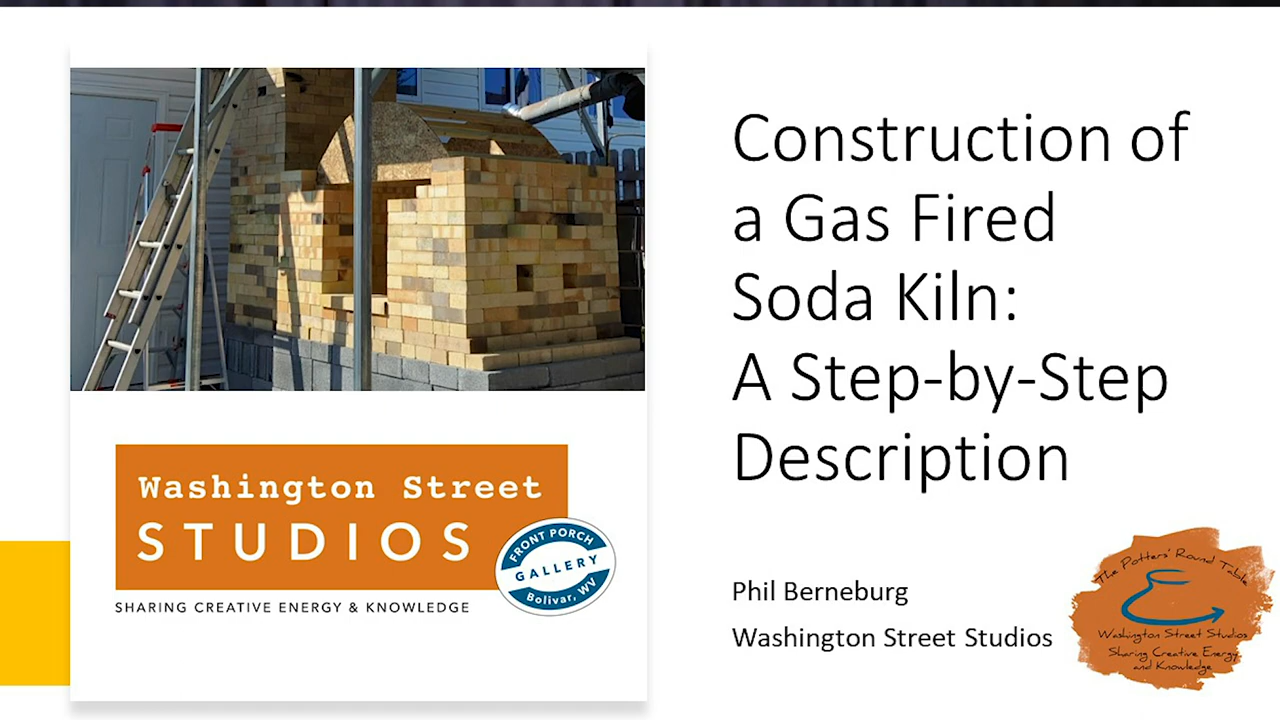 Construction of
a Gas Fired
Soda Kiln:
A Step-by-Step
Description
Washington Street
STUDIOS
FRONT PORCH
GALLERY
Bolivar, WV
SHARING CREATIVE ENERGY & KNOWLEDGE
Phil Berneburg
Washington Street Studios
The Potters' Round Table
Washington Street Studios
Sharing Creative Energy
and Knowledge